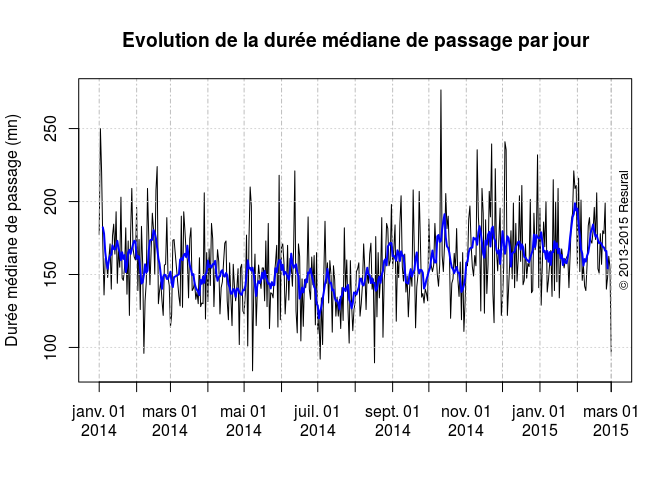 Evolution de la durée médiane de passage par jour
Durée médiane de passage (mn)
250
200
150
100
© 2013-2015 Resural
janv. 01 mars 01 mai 01 juil. 01 sept. 01 nov. 01 janv. 01 mars 01
2014 2014 2014 2014 2014 2014 2015 2015